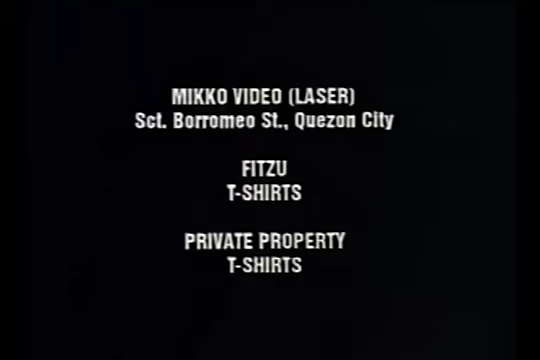 MIKKO VIDEO (LASER)
Sct. Borromeo St., Quezon City
FITZU
T-SHIRTS
PRIVATE PROPERTY
T-SHIRTS